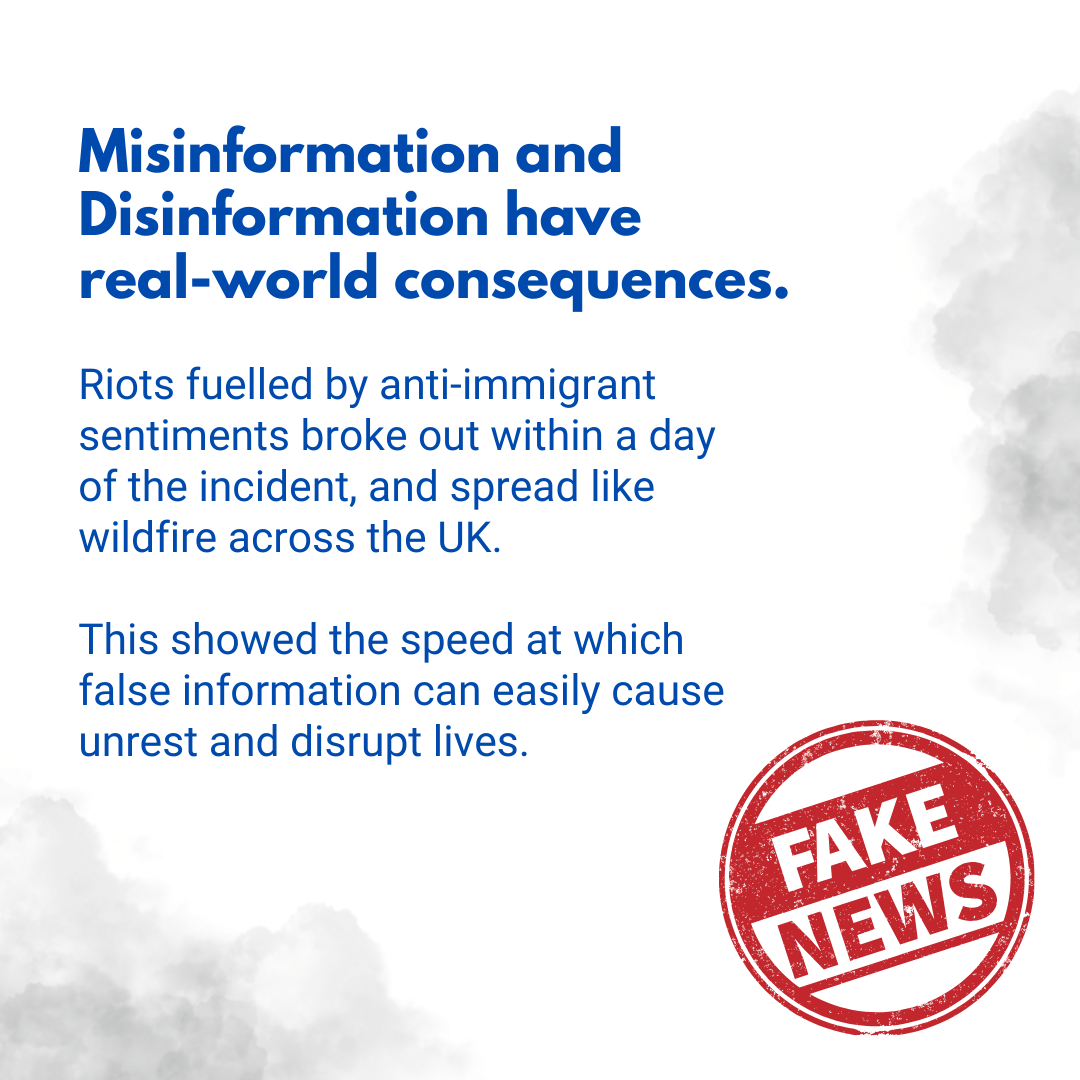 Misinformation and
Disinformation have
real-world consequences.
Riots fuelled by anti-immigrant
sentiments broke out within a day
of the incident, and spread like
wildfire across the UK.
This showed the speed at which
false information can easily cause
unrest and disrupt lives.
FAKE
NEWS